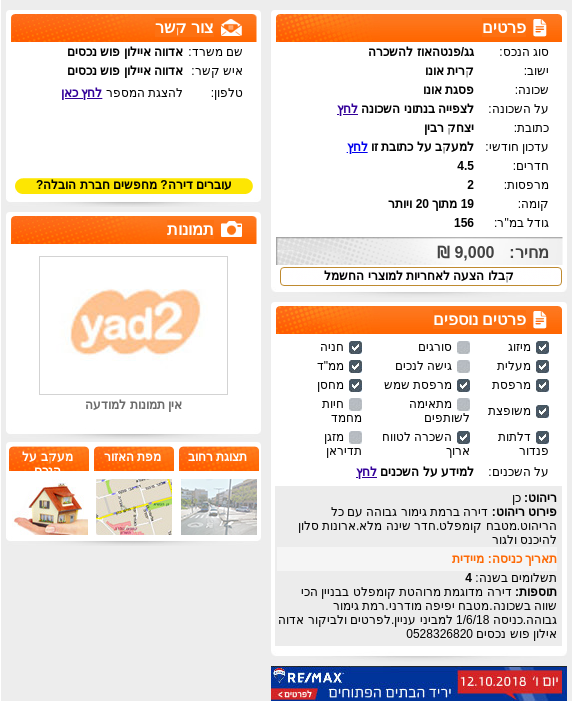 פרטים
סוג הנכס: גג/פנטהאוז להשכרה
ישוב: קרית אונו
שכונה: פסגת אונו
על השכונה: לצפייה בנתוני השכונה לחץ
כתובת: יצחק רבין
עדכון חודשי: למעקב על כתובת זו לחץ
חדרים: 4.5
מרפסות: 2
קומה: 19 מתוך 20 ויותר
גודל במ"ר: 156
מחיר: 9,000 ₪
קבלו הצעה לאחריות למוצרי החשמל
פרטים נוספים
מיזוג סורגים חניה
מעלית גישה לנכים ממ"ד
מרפסת מרפסת שמש מחסן
משופצת מתאימה לשותפים חיות מחמד
דלתות פנדור השכרה לטווח ארוך מזגן תדיראן
על השכנים: למידע על השכנים לחץ
ריהוט: כן
פירוט ריהוט: דירה ברמת גימור גבוהה עם כל
הריהוט.מטבח קומפלט.חדר שינה מלא.ארונות סלון
להיכנס ולגור
תאריך כניסה: מיידית
תשלומים בשנה: 4
תוספות: דירה מדוגמת מרוהטת קומפלט בבניין הכי
שווה בשכונה.מטבח יפיפה מודרני.רמת גימור
גבוהה.כניסה 1/6/18 למביני עניין.לפרטים ולביקור אדוה
אילון פוש נכסים 0528326820
RE/MAX
יום ו' 12.10.2018
יריד הבתים הפתוחים
לפרטים >
צור קשר
שם משרד: אדווה איילון פוש נכסים
איש קשר: אדווה איילון פוש נכסים
טלפון: להצגת המספר לחץ כאן
עוברים דירה? מחפשים חברת הובלה?
תמונות
yad2
אין תמונות למודעה
תצוגת רחוב
מפת האזור
מעקב על
הנכס